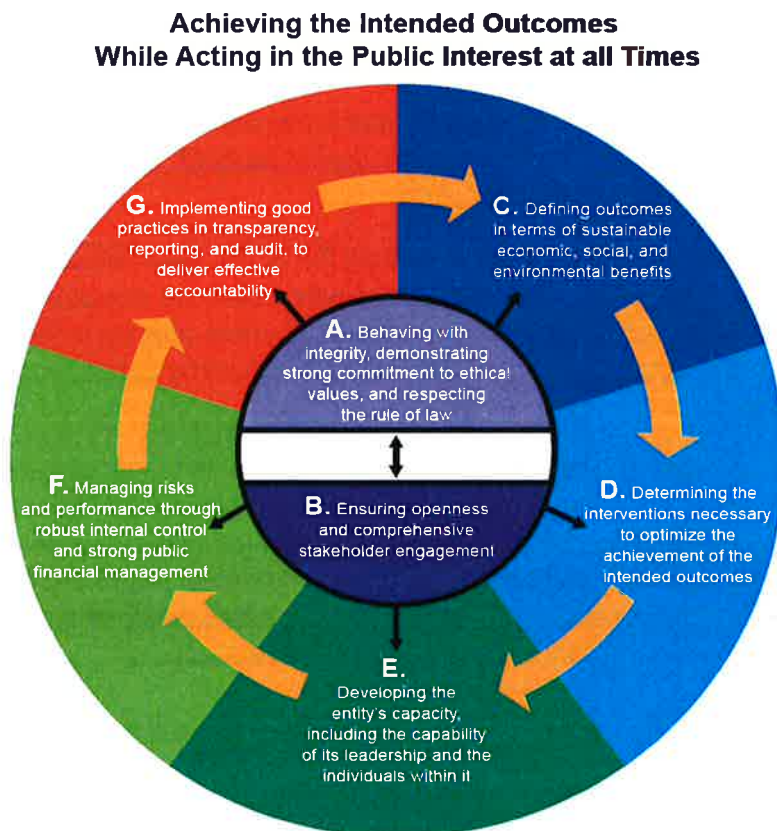 Achieving the Intended Outcomes
While Acting in the Public Interest at all Times
G. Implementing good
practices in transparency,
reporting, and audit, to
deliver effective
accountability
C. Defining outcomes
in terms of sustainable
economic, social, and
environmental benefits
A. Behaving with
integrity, demonstrating
strong commitment to ethical
values, and respecting
the rule of law
B. Ensuring openness
and comprehensive
stakeholder engagement
D. Determining the
interventions necessary
to optimize the
achievement of the
intended outcomes
E.
Developing the
entity's capacity,
including the capability
of its leadership and the
individuals within it
F. Managing risks
and performance through
robust internal control
and strong public
financial management